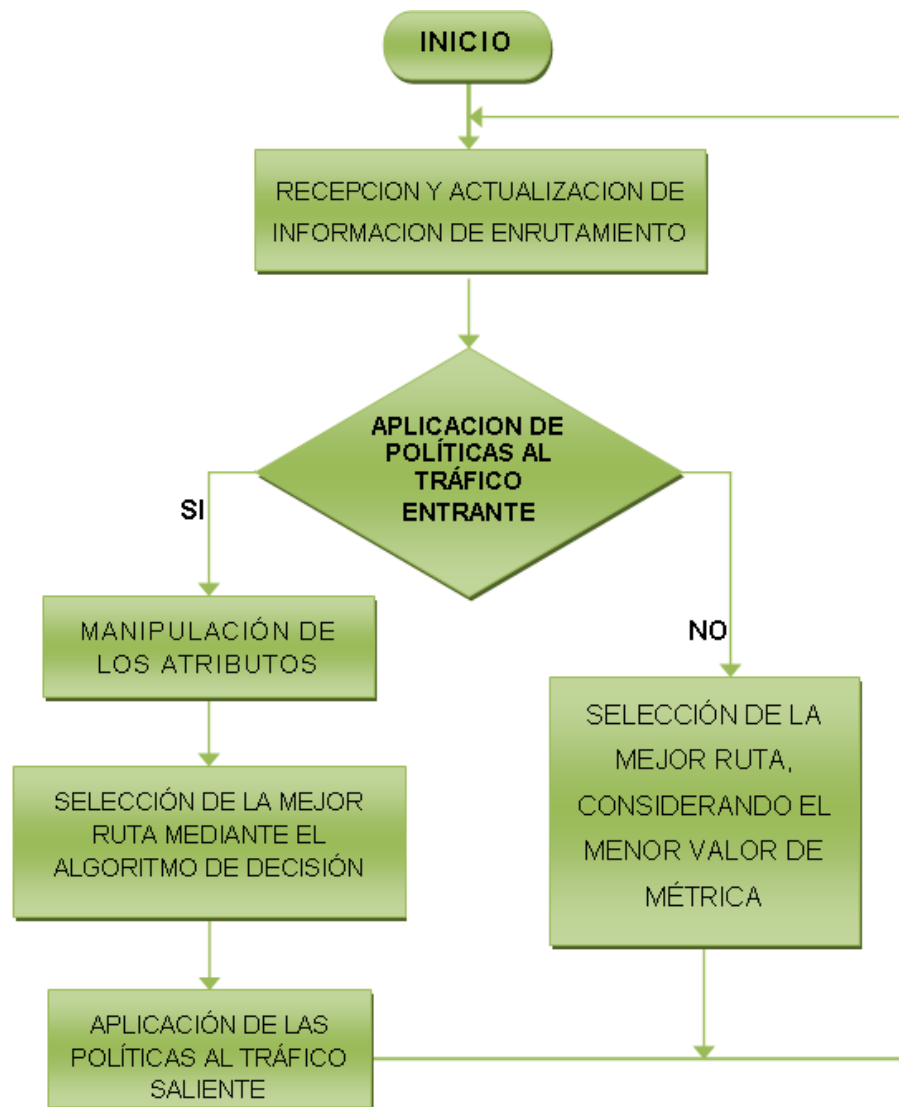 INICIO
RECEPCION Y ACTUALIZACION DE
INFORMACION DE ENRUTAMIENTO
APLICACION DE
POLÍTICAS AL
TRÁFICO
ENTRANTE
SI
NO
MANIPULACIÓN DE
LOS ATRIBUTOS
SELECCIÓN DE LA MEJOR
RUTA MEDIANTE EL
ALGORITMO DE DECISIÓN
APLICACIÓN DE LAS
POLÍTICAS AL TRÁFICO
SALIENTE
SELECCIÓN DE LA
MEJOR RUTA,
CONSIDERANDO EL
MENOR VALOR DE
MÉTRICA